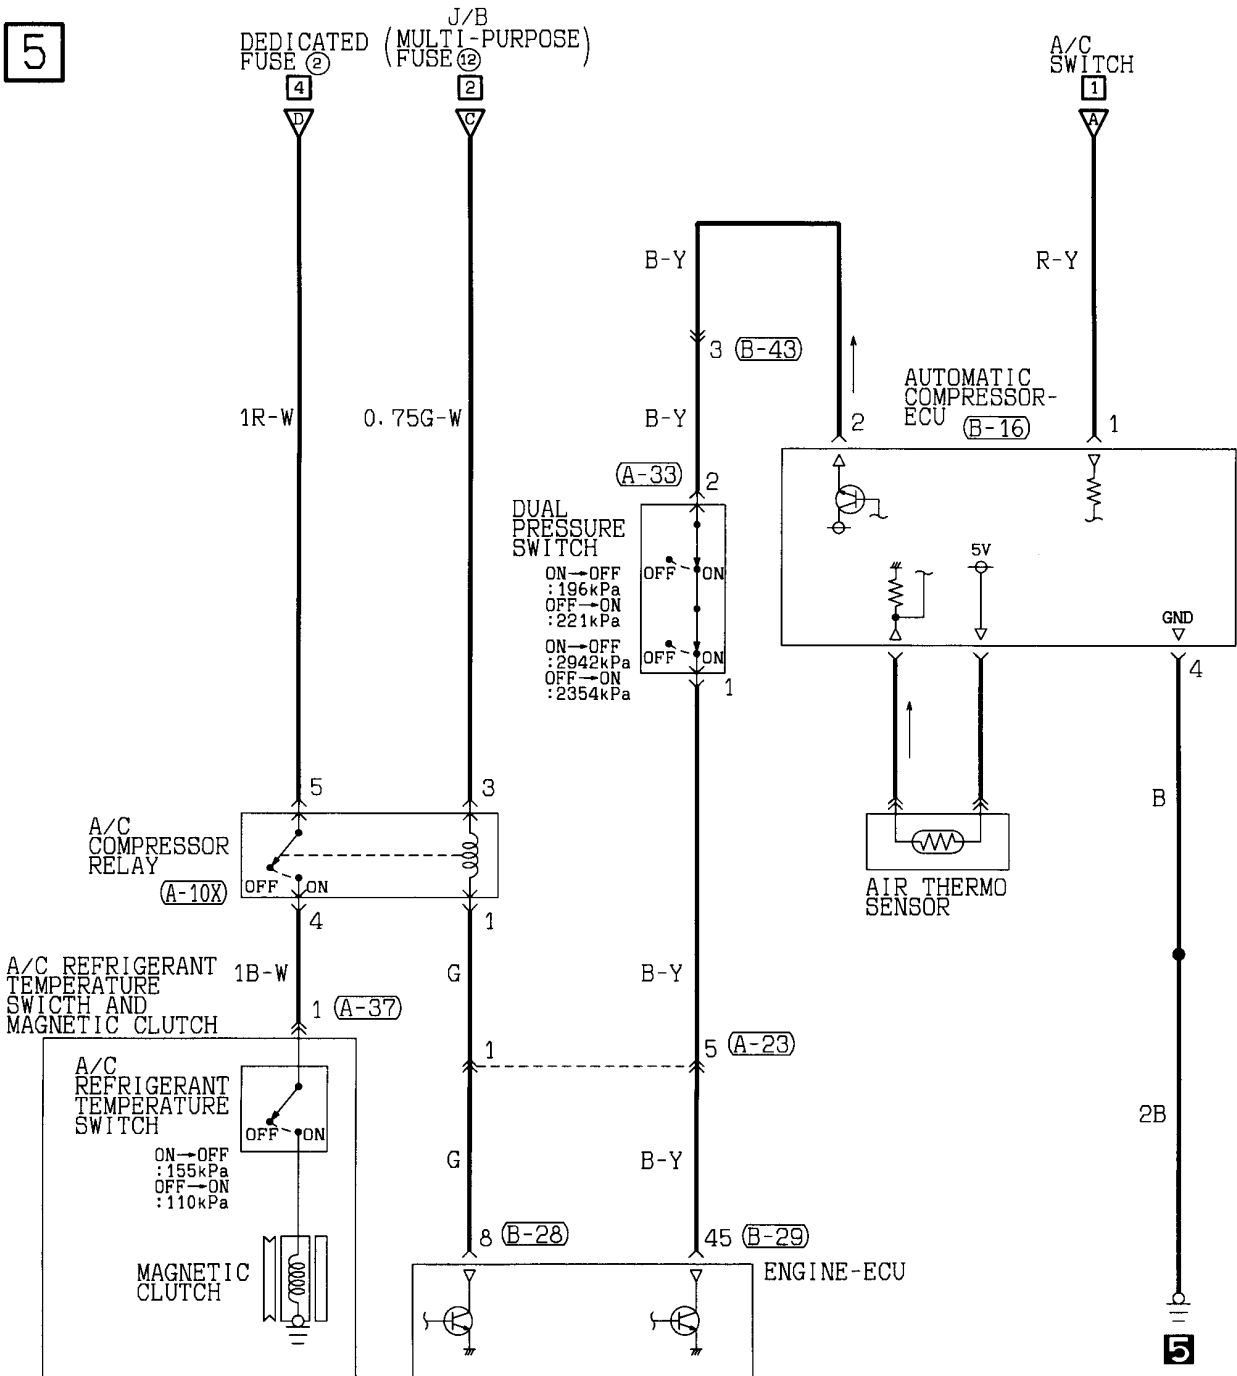 5
DEDICATED
FUSE ②
4
D
J/B
(MULTI-PURPOSE)
FUSE ⑫
2
C
A/C
SWITCH
1
A
B-Y
R-Y
3 (B-43)
1R-W
0.75G-W
B-Y
2
AUTOMATIC
COMPRESSOR-
ECU (B-16)
1
(A-33) 2
DUAL
PRESSURE
SWITCH
ON→OFF
:196kPa
OFF→ON
:221kPa
ON→OFF
:2942kPa
OFF→ON
:2354kPa
OFF ON
OFF ON
1
5V
GND
4
5
3
A/C
COMPRESSOR
RELAY
(A-10X)
OFF ON
4
1
B
AIR THERMO
SENSOR
A/C REFRIGERANT
TEMPERATURE
SWICTH AND
MAGNETIC CLUTCH
1B-W
G
B-Y
1 (A-37)
1
5 (A-23)
A/C
REFRIGERANT
TEMPERATURE
SWITCH
OFF ON
ON→OFF
:155kPa
OFF→ON
:110kPa
G
B-Y
2B
8 (B-28)
45 (B-29)
MAGNETIC
CLUTCH
ENGINE-ECU
5